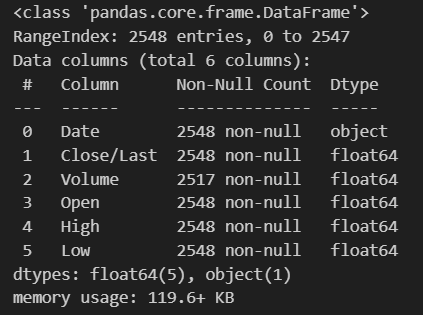 <class 'pandas.core.frame.DataFrame'>
RangeIndex: 2548 entries, 0 to 2547
Data columns (total 6 columns):
 #   Column      Non-Null Count  Dtype
---  ------      --------------  -----
 0   Date        2548 non-null   object
 1   Close/Last  2548 non-null   float64
 2   Volume      2517 non-null   float64
 3   Open        2548 non-null   float64
 4   High        2548 non-null   float64
 5   Low         2548 non-null   float64
dtypes: float64(5), object(1)
memory usage: 119.6+ KB